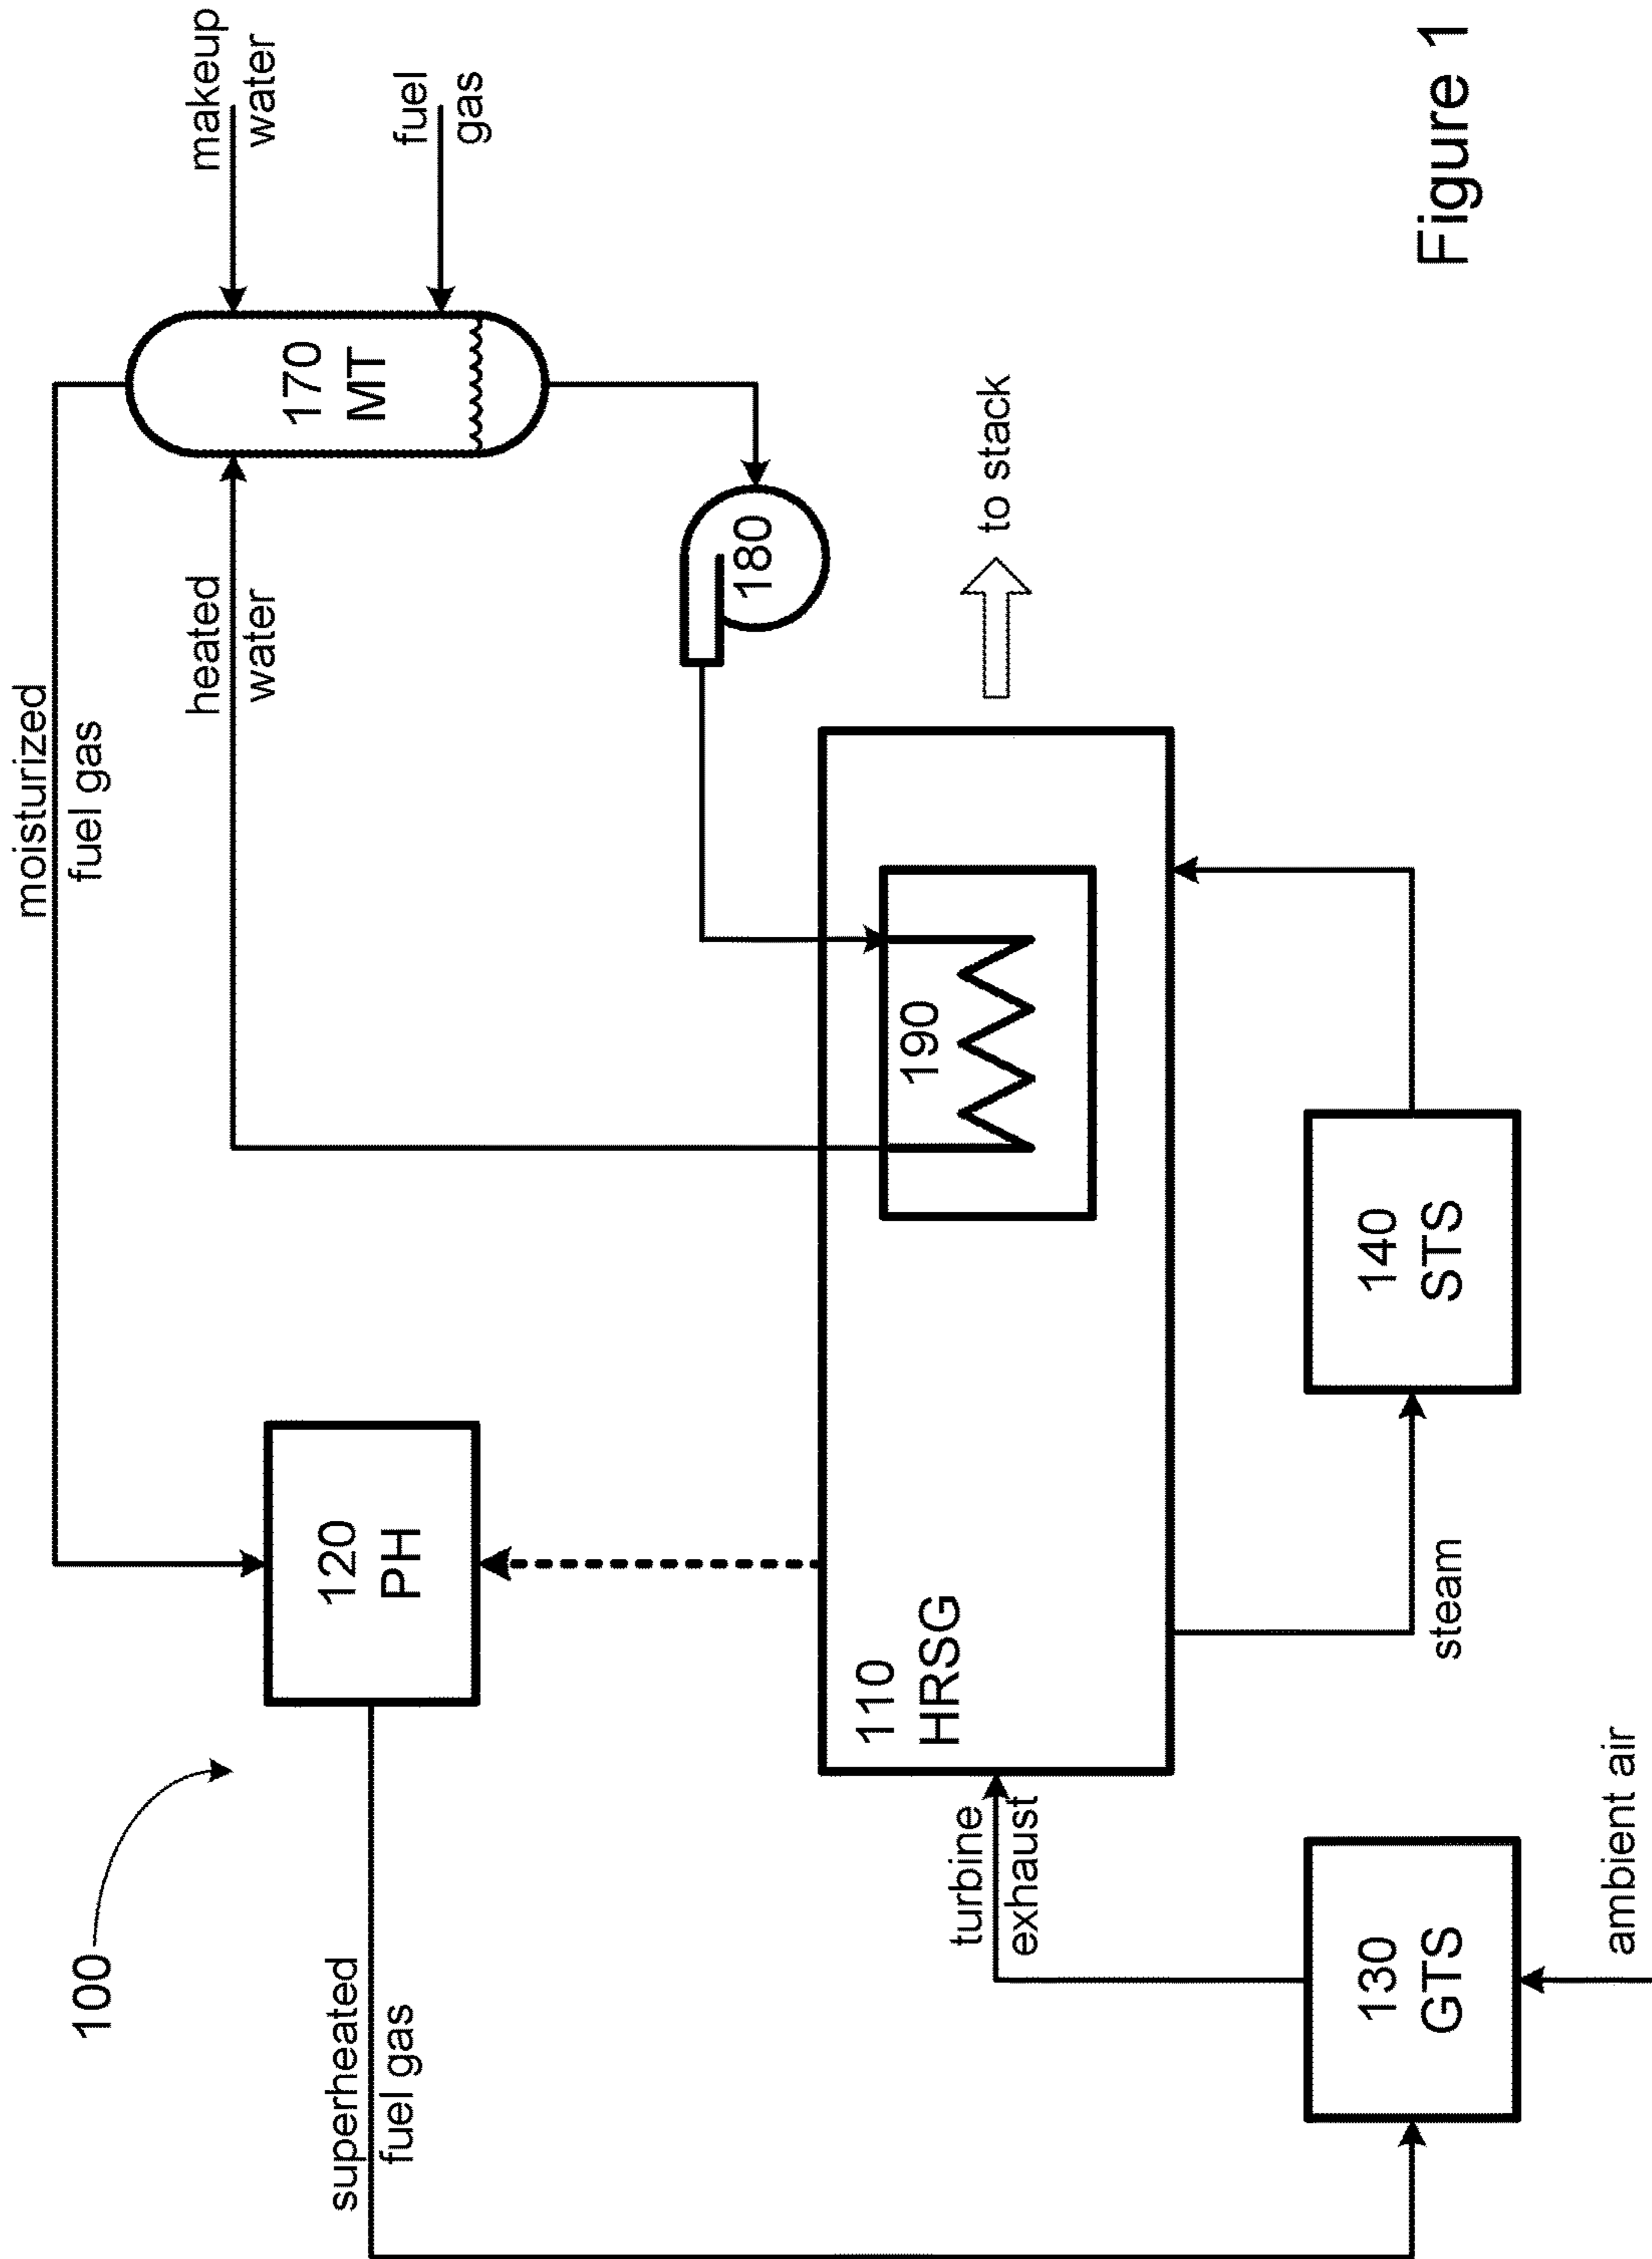 100
superheated
fuel gas
moisturized
fuel gas
120
PH
heated
water
170
MT
makeup
water
fuel
gas
180
to stack
110
HRSG
190
turbine
exhaust
130
GTS
ambient air
steam
140
STS
Figure 1